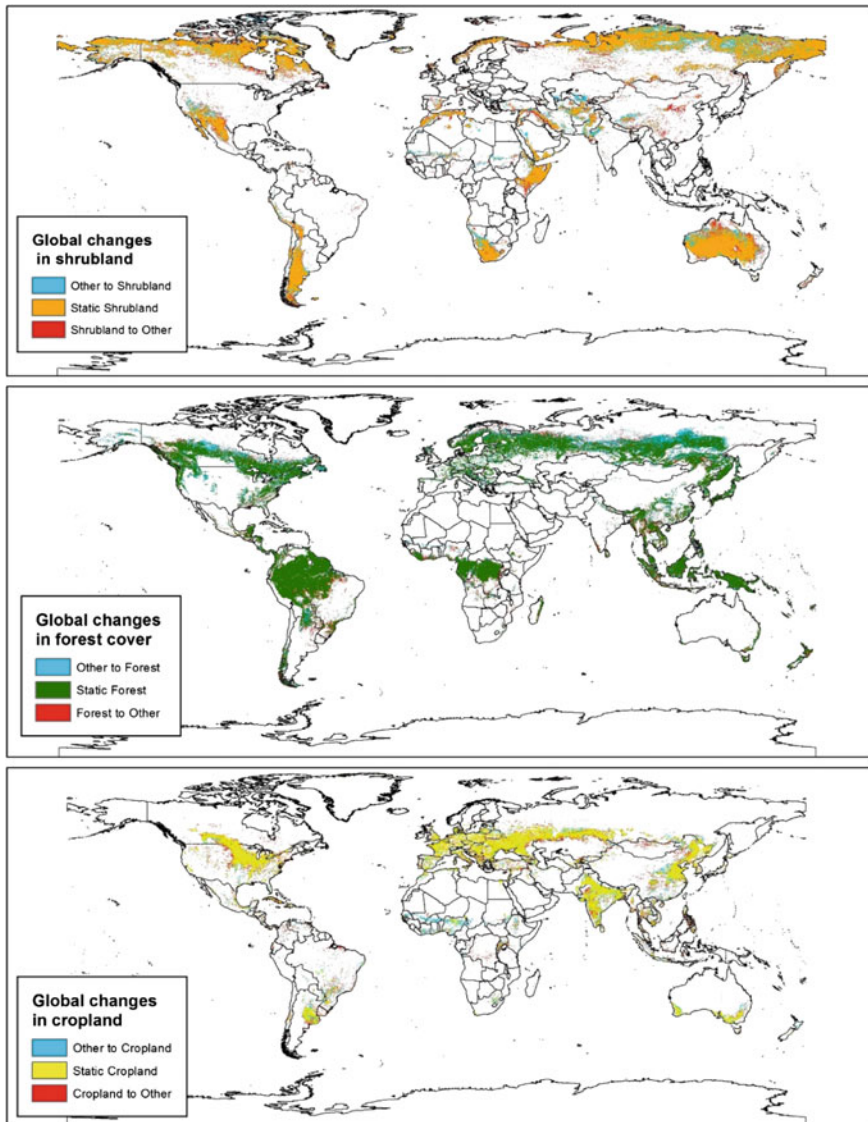 Global changes
in shrubland
Other to Shrubland
Static Shrubland
Shrubland to Other
Global changes
in forest cover
Other to Forest
Static Forest
Forest to Other
Global changes
in cropland
Other to Cropland
Static Cropland
Cropland to Other